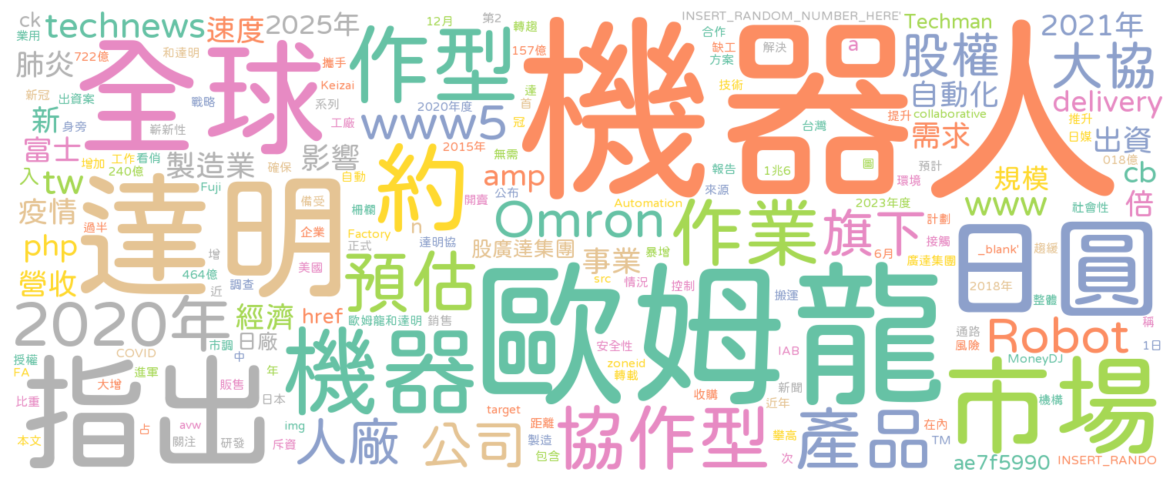 ck
technews
速度
2025年
12月
第2
轉趨
INSERT_RANDOM_NUMBER_HERE'
Techman
2021年
業用
作型
合作
缺工
解決
a
股權
大協
722億
和達明
157億
方案
肺炎
全球
攜手
Keizai
機器人
技術
自動化
delivery
新冠
出資案
戰略
系列
2020年度
達
首
提升
collaborative
推升
新
身旁
嶄新性
工廠
www5
冠
台灣
需求
日媒
出資
富士
增加
工作
看俏
製造業
影響
2015年
無需
報告
1兆6
圖
預計
018億
240億
確保
自動
約
amp
來源
環境
規模
cb
入
tw
Fuji
達明
備受
柵欄
開賣
公布
Automation
2023年度
www
社會性
倍
疫情
過半
企業
Factory
n
Omron
作業
旗下
計劃
接觸
php
增
正式
達明協
股廣達集團
事業
暴增
6月
廣達集團
_blank'
趨緩
營收
464億
近
美國
調查
預估
src
情況
控制
搬運
2018年
日圓
整體
2020年
經濟
href
歐姆龍和達明
銷售
歐姆龍
通路
稱
COVID
市調
日廠
機器
安全性
IAB
風險
Robot
1日
授權
中
zoneid
轉載
MoneyDJ
FA
進軍
年
指出
大增
販售
日本
收購
新聞
近年
市場
機構
比重
avw
img
target
距離
協作型
產品
在內
占
人廠
公司
製造
攀高
本文
關注
研發
斥資
包含
次
TM
ae7f5990
INSERT_RANDO